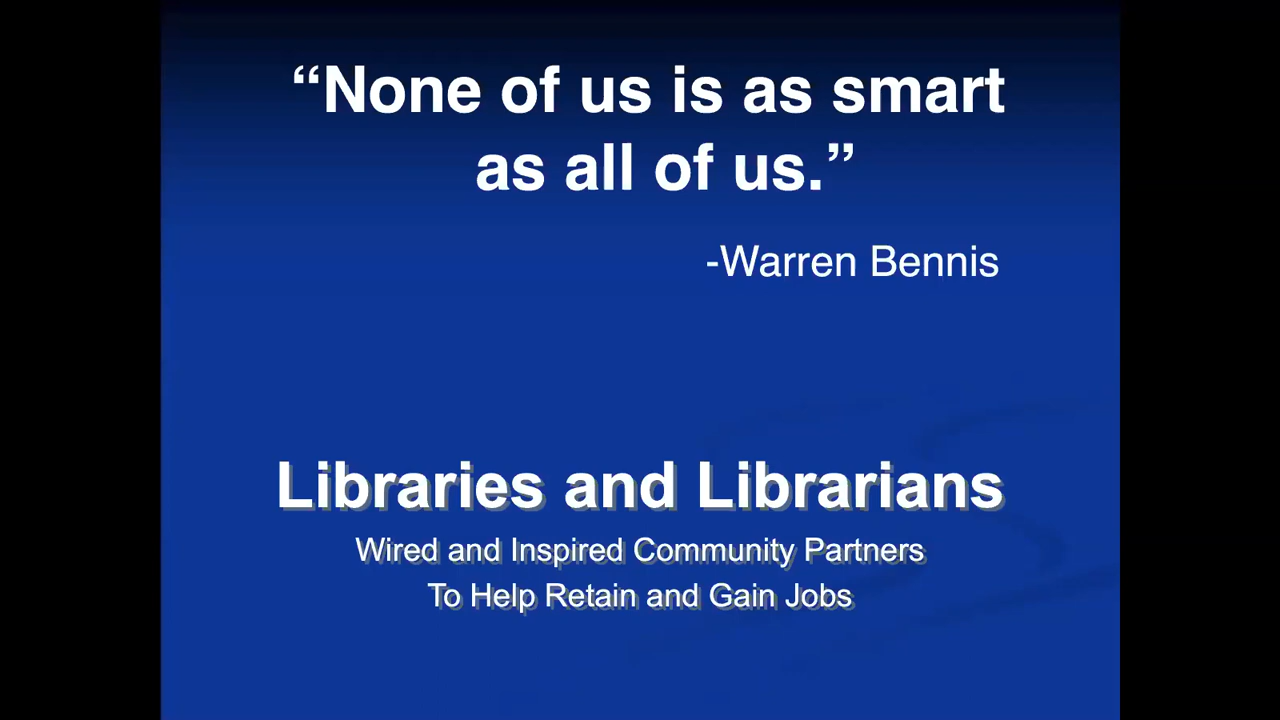 “None of us is as smart
as all of us.”
-Warren Bennis
Libraries and Librarians
Wired and Inspired Community Partners
To Help Retain and Gain Jobs